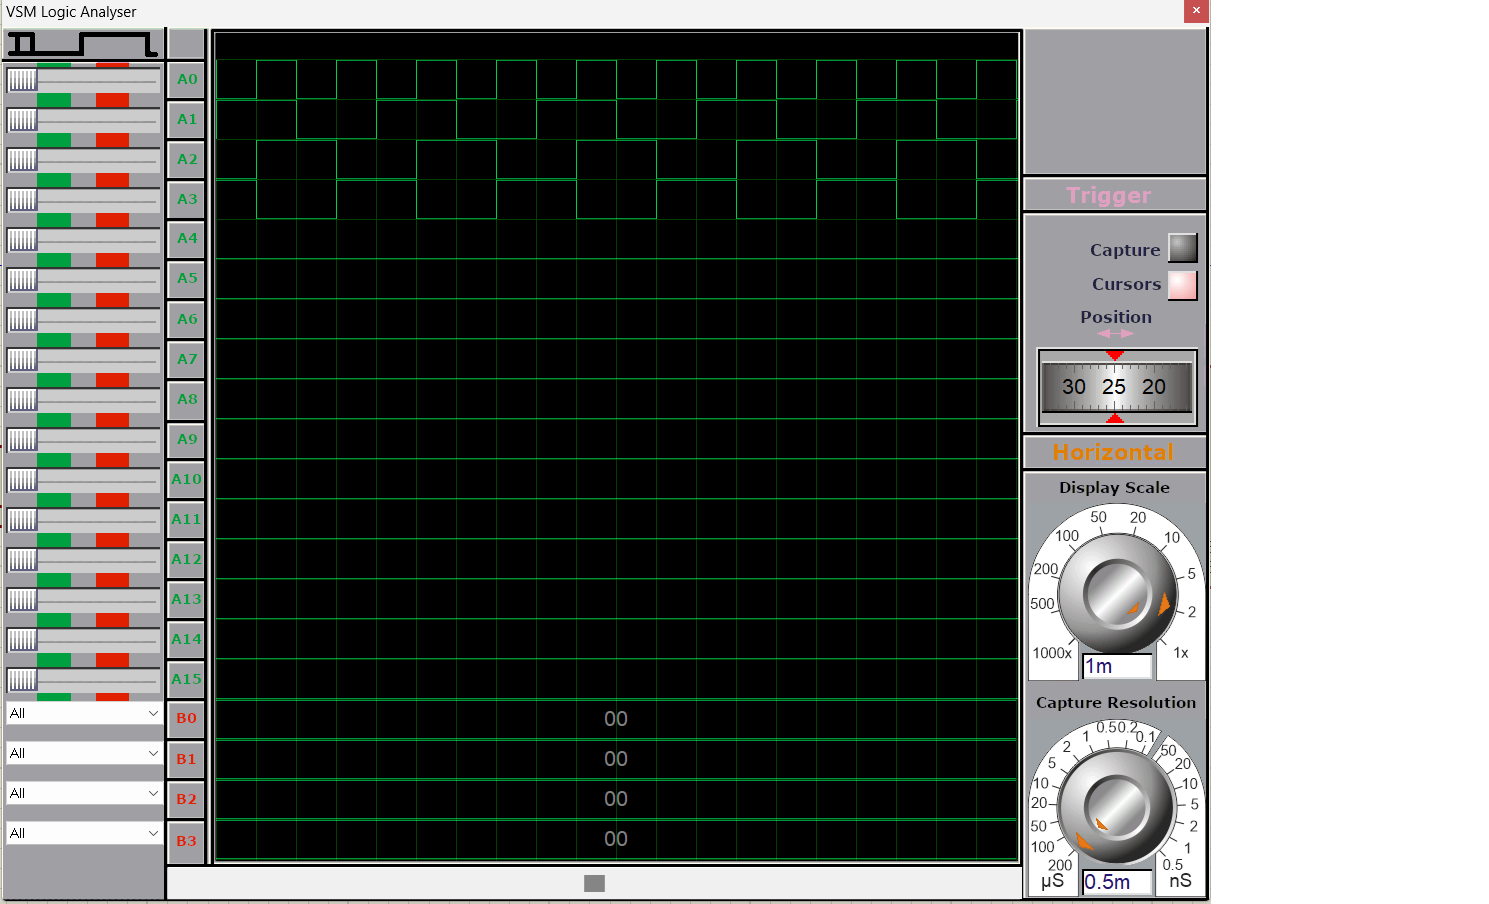 VSM Logic Analyser
A0
A1
A2
A3
A4
A5
A6
A7
A8
A9
A10
A11
A12
A13
A14
A15
All B0 00
All B1 00
All B2 00
All B3 00
Trigger
Capture
Cursors
Position
30 25 20
Horizontal
Display Scale
50 20
100 10
200 5
500 2
1000x 1x
1m
Capture Resolution
1 0.5 0.2 0.1
2 50
5 20
10 10
20 5
50 2
100 1
200 0.5
µS 0.5m nS